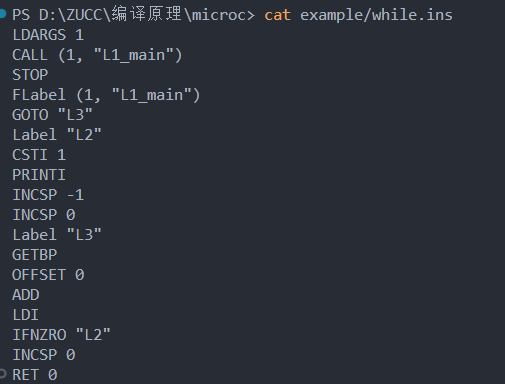 PS D:\ZUCC\编译原理\microc> cat example/while.ins
LDARGS 1
CALL (1, "L1_main")
STOP
FLabel (1, "L1_main")
GOTO "L3"
Label "L2"
CSTI 1
PRINTI
INCSP -1
INCSP 0
Label "L3"
GETBP
OFFSET 0
ADD
LDI
IFNZRO "L2"
INCSP 0
RET 0